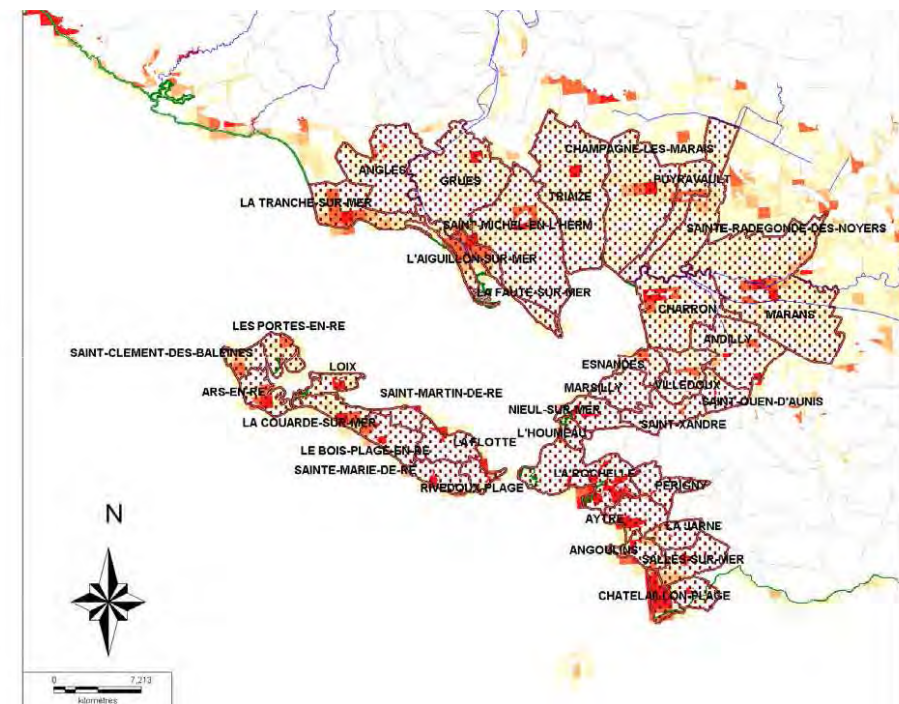 CHAMPAGNE-LES-MARAIS
ANGLES
GRUES
PUYRAVAULT
LA TRANCHE-SUR-MER
TRIAIZE
SAINT-MICHEL-EN-L'HERM
SAINTE-RADEGONDE-DES-NOYERS
L'AIGUILLON-SUR-MER
LA FAUTE-SUR-MER
CHARRON
MARANS
LES PORTES-EN-RE
ANDILLY
SAINT-CLEMENT-DES-BALEINES
LOIX
ESNANDES
MARSILLY
VILLEDOUX
ARS-EN-RE
SAINT-MARTIN-DE-RE
SAINT-OUEN-D'AUNIS
NIEUL-SUR-MER
LA COUARDE-SUR-MER
SAINT-XANDRE
L'HOUMEAU
LA FLOTTE
LE BOIS-PLAGE-EN-RE
SAINTE-MARIE-DE-RE
LA ROCHELLE
RIVEDOUX-PLAGE
PERIGNY
N
AYTRE
LA JARNE
ANGOULINS
SALLES-SUR-MER
CHATELAILLON-PLAGE
0 7,213
kilomètres